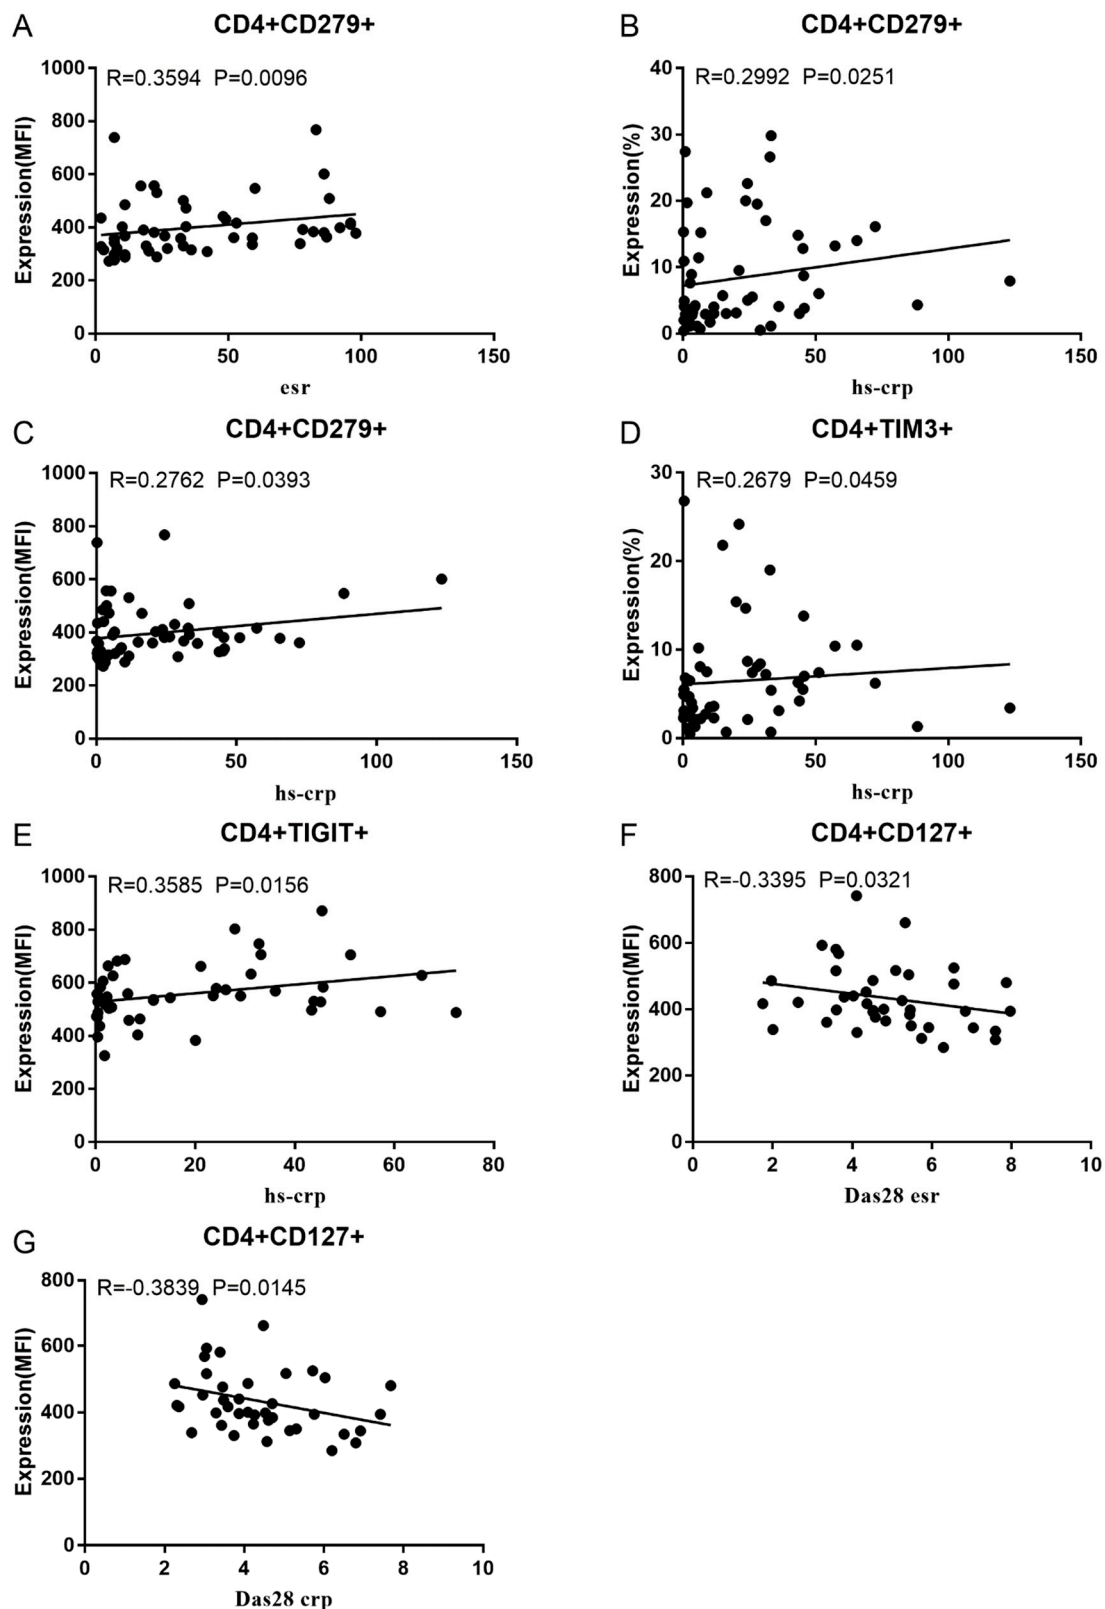 A
CD4+CD279+
R=0.3594 P=0.0096
Expression(MFI)
1000
800
600
400
200
0
0 50 100 150
esr
B
CD4+CD279+
R=0.2992 P=0.0251
Expression(%)
40
30
20
10
0
0 50 100 150
hs-crp
C
CD4+CD279+
R=0.2762 P=0.0393
Expression(MFI)
1000
800
600
400
200
0
0 50 100 150
hs-crp
D
CD4+TIM3+
R=0.2679 P=0.0459
Expression(%)
30
20
10
0
0 50 100 150
hs-crp
E
CD4+TIGIT+
R=0.3585 P=0.0156
Expression(MFI)
1000
800
600
400
200
0
0 20 40 60 80
hs-crp
F
CD4+CD127+
R=-0.3395 P=0.0321
Expression(MFI)
800
600
400
200
0
0 2 4 6 8 10
Das28 esr
G
CD4+CD127+
R=-0.3839 P=0.0145
Expression(MFI)
800
600
400
200
0
0 2 4 6 8 10
Das28 crp